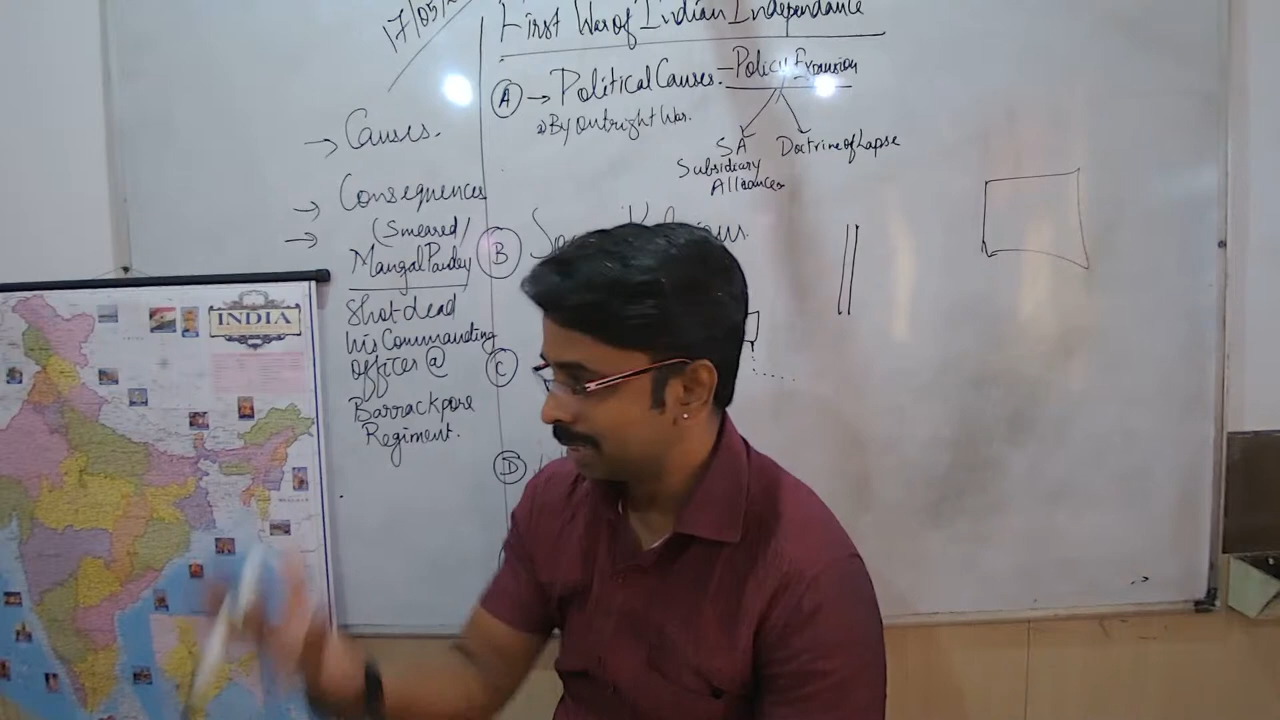 17/05/2
First War of Indian Independance
A → Political Causes. – Policy Expansion
a) By Outright War.
SA
Subsidiary
Alliances
Doctrine of Lapse
→ Causes.
→ Consequences
→ (Smeared/
Mangal Pandey
Shot dead
his Commanding
officer @
Barrackpore
Regiment.
B
C
D
INDIA